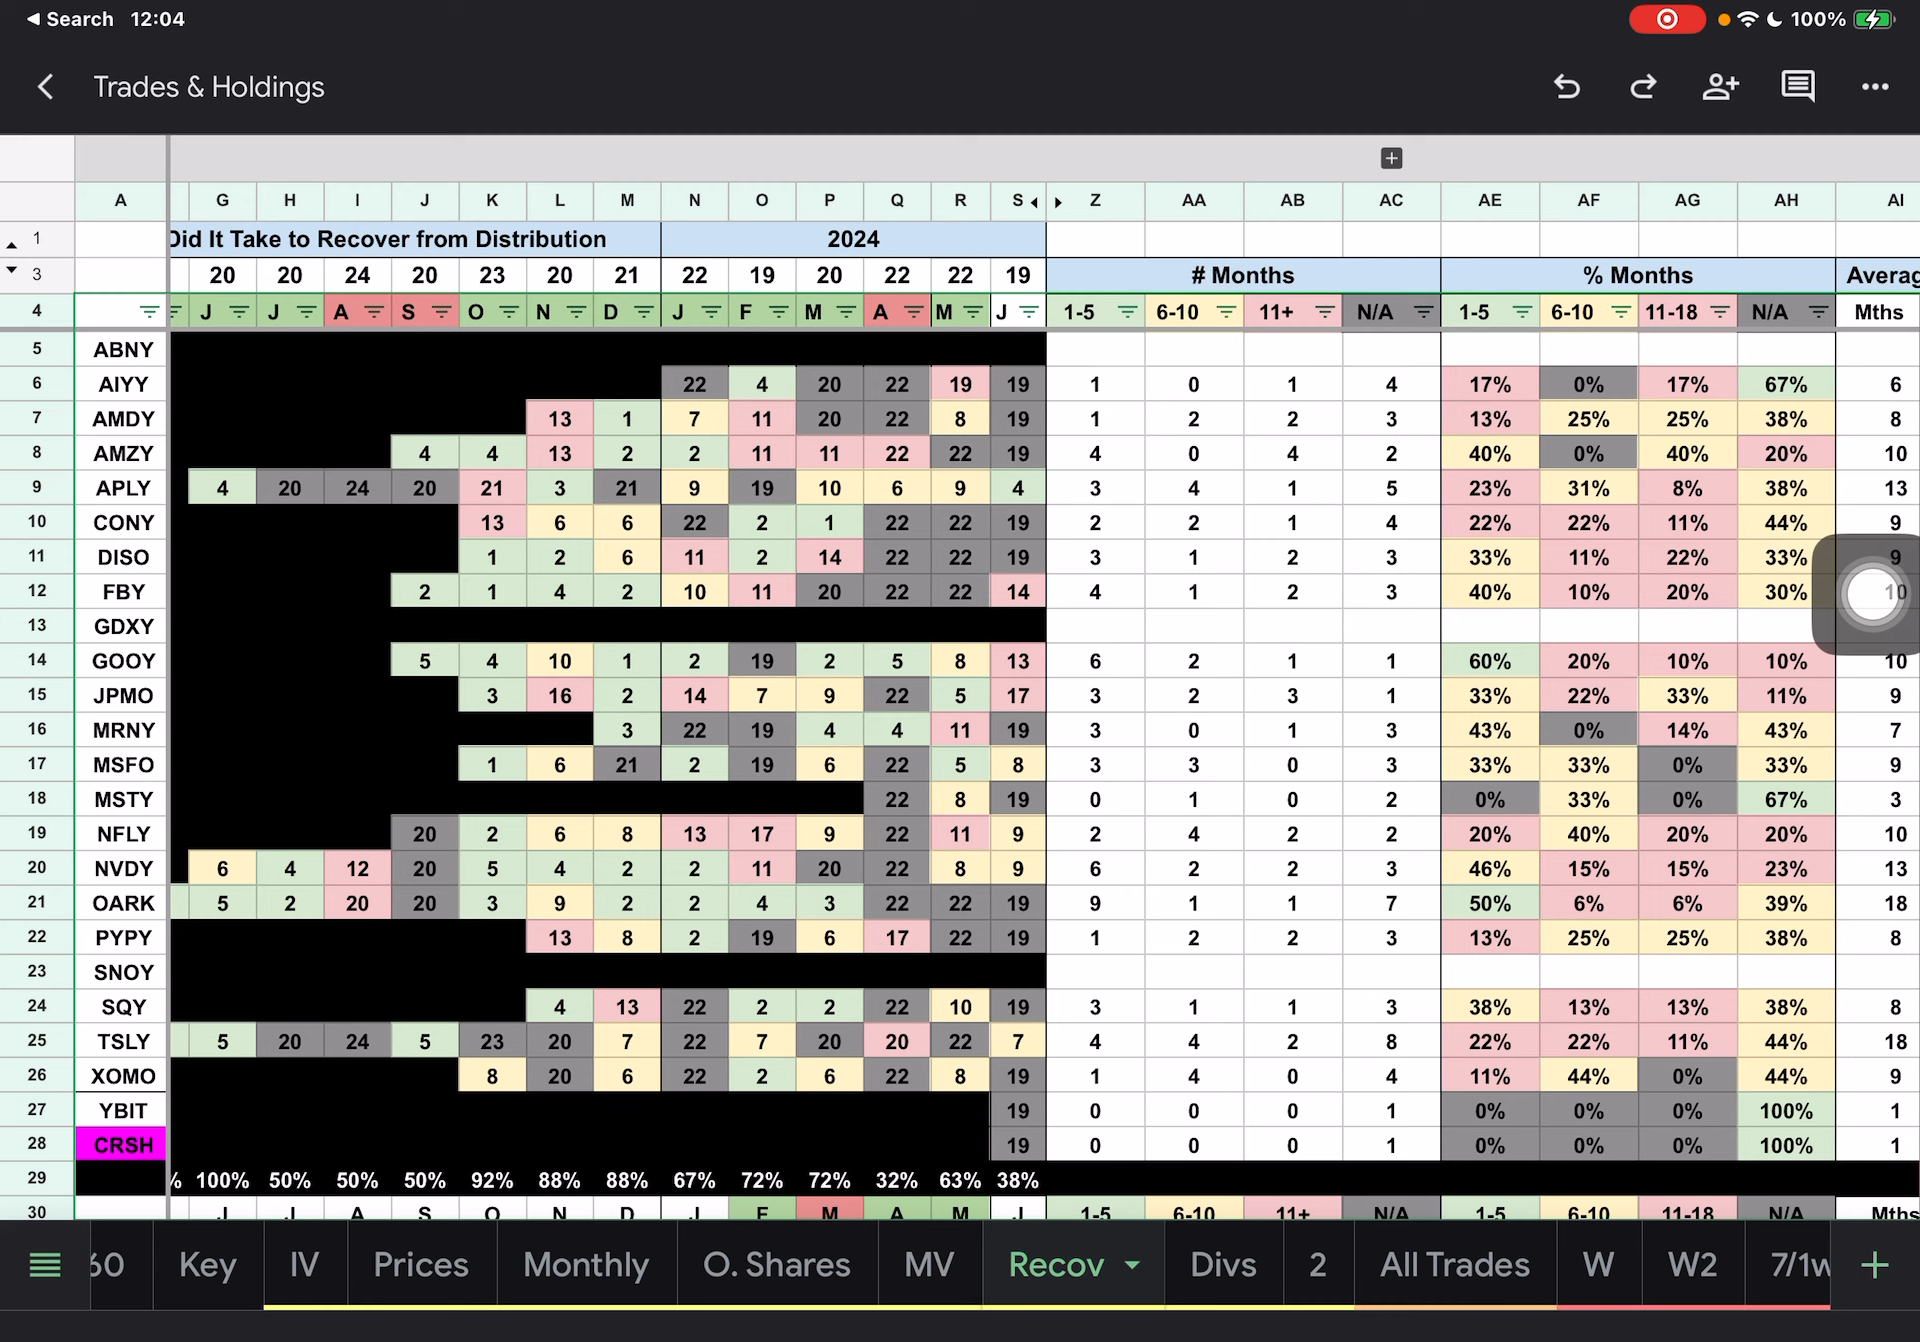 Search 12:04 100%
Trades & Holdings
A G H I J K L M N O P Q R S Z AA AB AC AE AF AG AH AI
1 Did It Take to Recover from Distribution 2024
3 20 20 24 20 23 20 21 22 19 20 22 22 19 # Months % Months Averag
4 J J A S O N D J F M A M J 1-5 6-10 11+ N/A 1-5 6-10 11-18 N/A Mths
5 ABNY
6 AIYY 22 4 20 22 19 19 1 0 1 4 17% 0% 17% 67% 6
7 AMDY 13 1 7 11 20 22 8 19 1 2 2 3 13% 25% 25% 38% 8
8 AMZY 4 4 13 2 2 11 11 22 22 19 4 0 4 2 40% 0% 40% 20% 10
9 APLY 4 20 24 20 21 3 21 9 19 10 6 9 4 3 4 1 5 23% 31% 8% 38% 13
10 CONY 13 6 6 22 2 1 22 22 19 2 2 1 4 22% 22% 11% 44% 9
11 DISO 1 2 6 11 2 14 22 22 19 3 1 2 3 33% 11% 22% 33% 9
12 FBY 2 1 4 2 10 11 20 22 22 14 4 1 2 3 40% 10% 20% 30% 10
13 GDXY
14 GOOY 5 4 10 1 2 19 2 5 8 13 6 2 1 1 60% 20% 10% 10% 10
15 JPMO 3 16 2 14 7 9 22 5 17 3 2 3 1 33% 22% 33% 11% 9
16 MRNY 3 22 19 4 4 11 19 3 0 1 3 43% 0% 14% 43% 7
17 MSFO 1 6 21 2 19 6 22 5 8 3 3 0 3 33% 33% 0% 33% 9
18 MSTY 22 8 19 0 1 0 2 0% 33% 0% 67% 3
19 NFLY 20 2 6 8 13 17 9 22 11 9 2 4 2 2 20% 40% 20% 20% 10
20 NVDY 6 4 12 20 5 4 2 2 11 20 22 8 9 6 2 2 3 46% 15% 15% 23% 13
21 OARK 5 2 20 20 3 9 2 2 4 3 22 22 19 9 1 1 7 50% 6% 6% 39% 18
22 PYPY 13 8 2 19 6 17 22 19 1 2 2 3 13% 25% 25% 38% 8
23 SNOY
24 SQY 4 13 22 2 2 22 10 19 3 1 1 3 38% 13% 13% 38% 8
25 TSLY 5 20 24 5 23 20 7 22 7 20 20 22 7 4 4 2 8 22% 22% 11% 44% 18
26 XOMO 8 20 6 22 2 6 22 8 19 1 4 0 4 11% 44% 0% 44% 9
27 YBIT 19 0 0 0 1 0% 0% 0% 100% 1
28 CRSH 19 0 0 0 1 0% 0% 0% 100% 1
29 % 100% 50% 50% 50% 92% 88% 88% 67% 72% 72% 32% 63% 38%
30 J J A S O N D J F M A M J 1-5 6-10 11+ N/A 1-5 6-10 11-18 N/A Mths
60 Key IV Prices Monthly O. Shares MV Recov Divs 2 All Trades W W2 7/1w